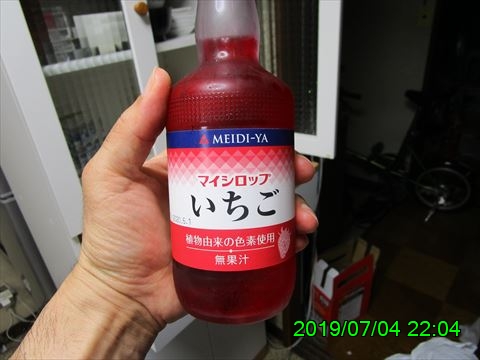 MEIDI-YA
マイシロップ
いちご
植物由来の色素使用
無果汁
2019/07/04 22:04